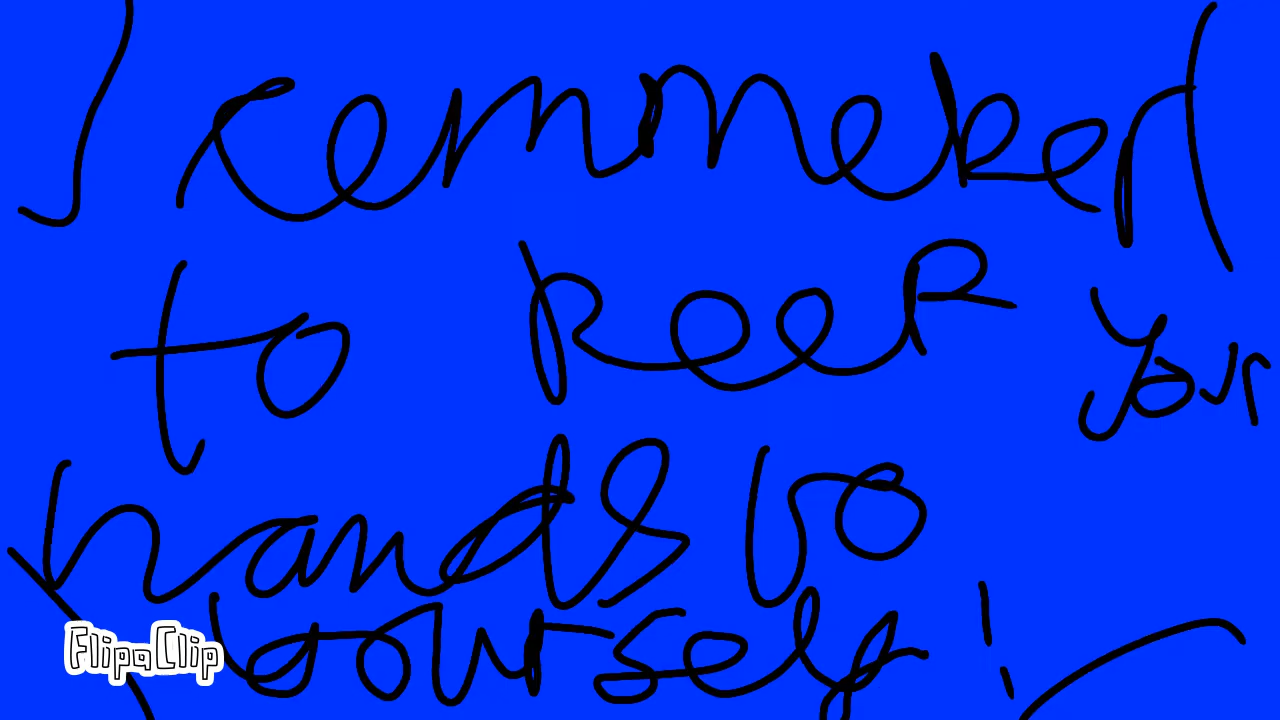 remmeber
to keep your
hands to
yourself!
FlipaClip